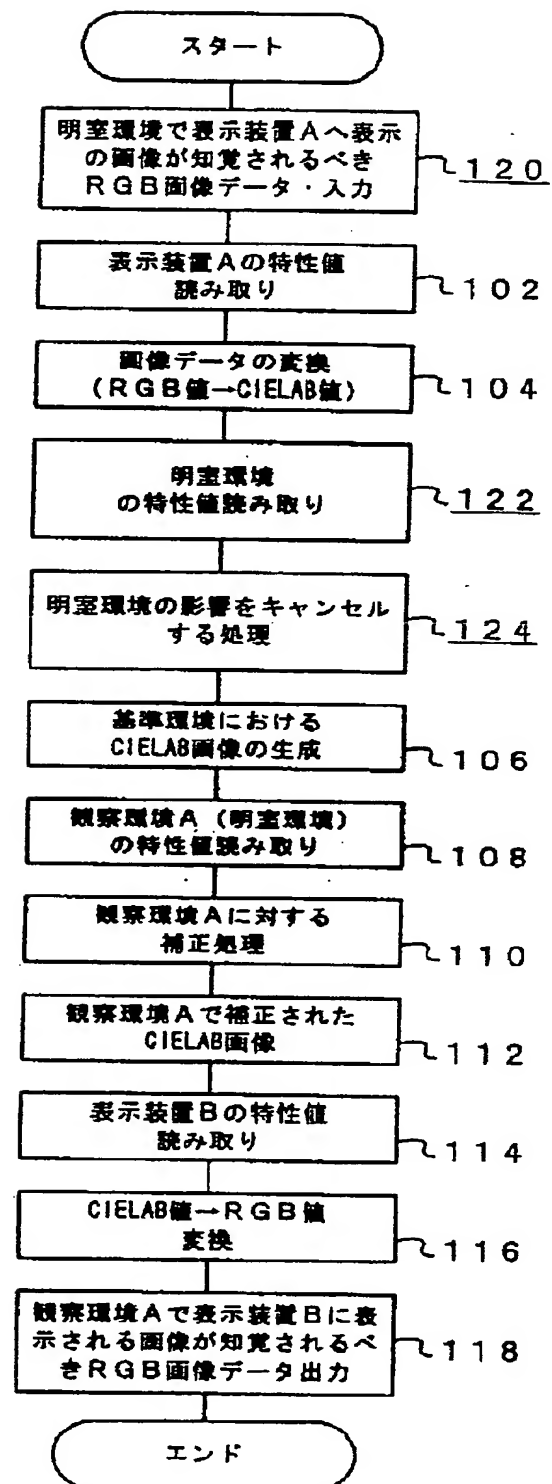 スタート
明室環境で表示装置Aへ表示
の画像が知覚されるべき
RGB画像データ・入力
120
表示装置Aの特性値
読み取り
102
画像データの変換
(RGB値→CIELAB値)
104
明室環境
の特性値読み取り
122
明室環境の影響をキャンセル
する処理
124
基準環境における
CIELAB画像の生成
106
観察環境A(明室環境)
の特性値読み取り
108
観察環境Aに対する
補正処理
110
観察環境Aで補正された
CIELAB画像
112
表示装置Bの特性値
読み取り
114
CIELAB値→RGB値
変換
116
観察環境Aで表示装置Bに表
示される画像が知覚されるべ
きRGB画像データ出力
118
エンド